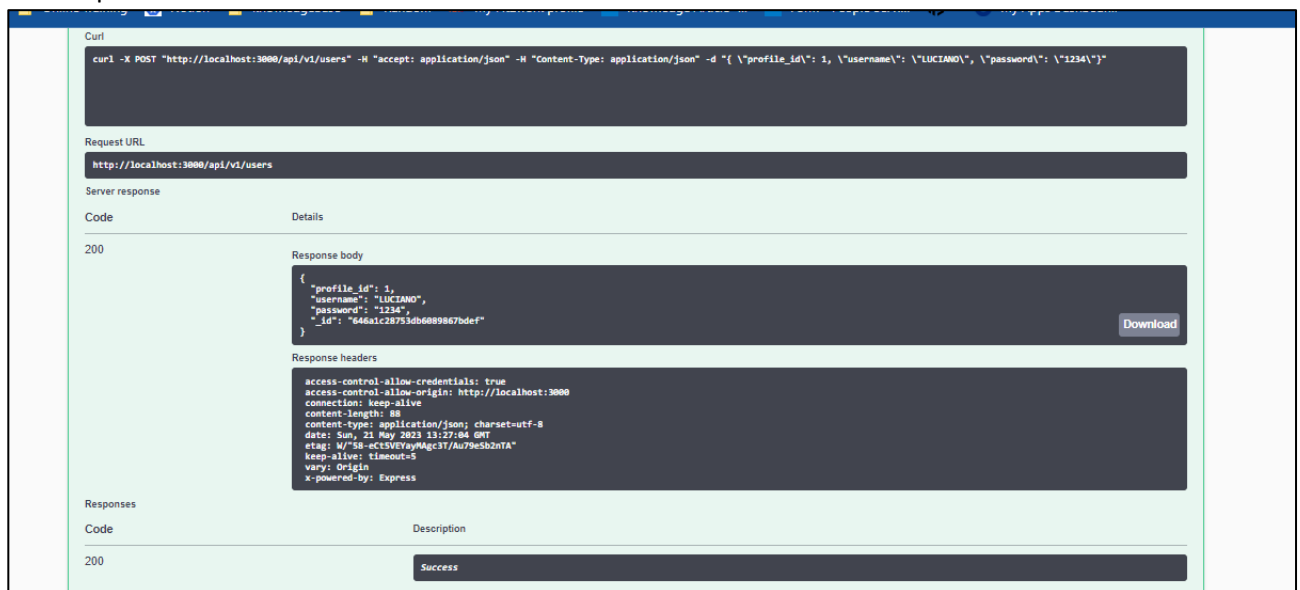 Curl
curl -X POST "http://localhost:3000/api/v1/users" -H "accept: application/json" -H "Content-Type: application/json" -d "{ \"profile_id\": 1, \"username\": \"LUCIANO\", \"password\": \"1234\"}"
Request URL
http://localhost:3000/api/v1/users
Server response
Code Details
200
Response body
{
"profile_id": 1,
"username": "LUCIANO",
"password": "1234",
"_id": "646a1c28753db6089867bdef"
}
Download
Response headers
access-control-allow-credentials: true
access-control-allow-origin: http://localhost:3000
connection: keep-alive
content-length: 88
content-type: application/json; charset=utf-8
date: Sun, 21 May 2023 13:27:04 GMT
etag: W/"58-eCtSVEYayMAgc3T/Au79eSb2nTA"
keep-alive: timeout=5
vary: Origin
x-powered-by: Express
Responses
Code Description
200 Success